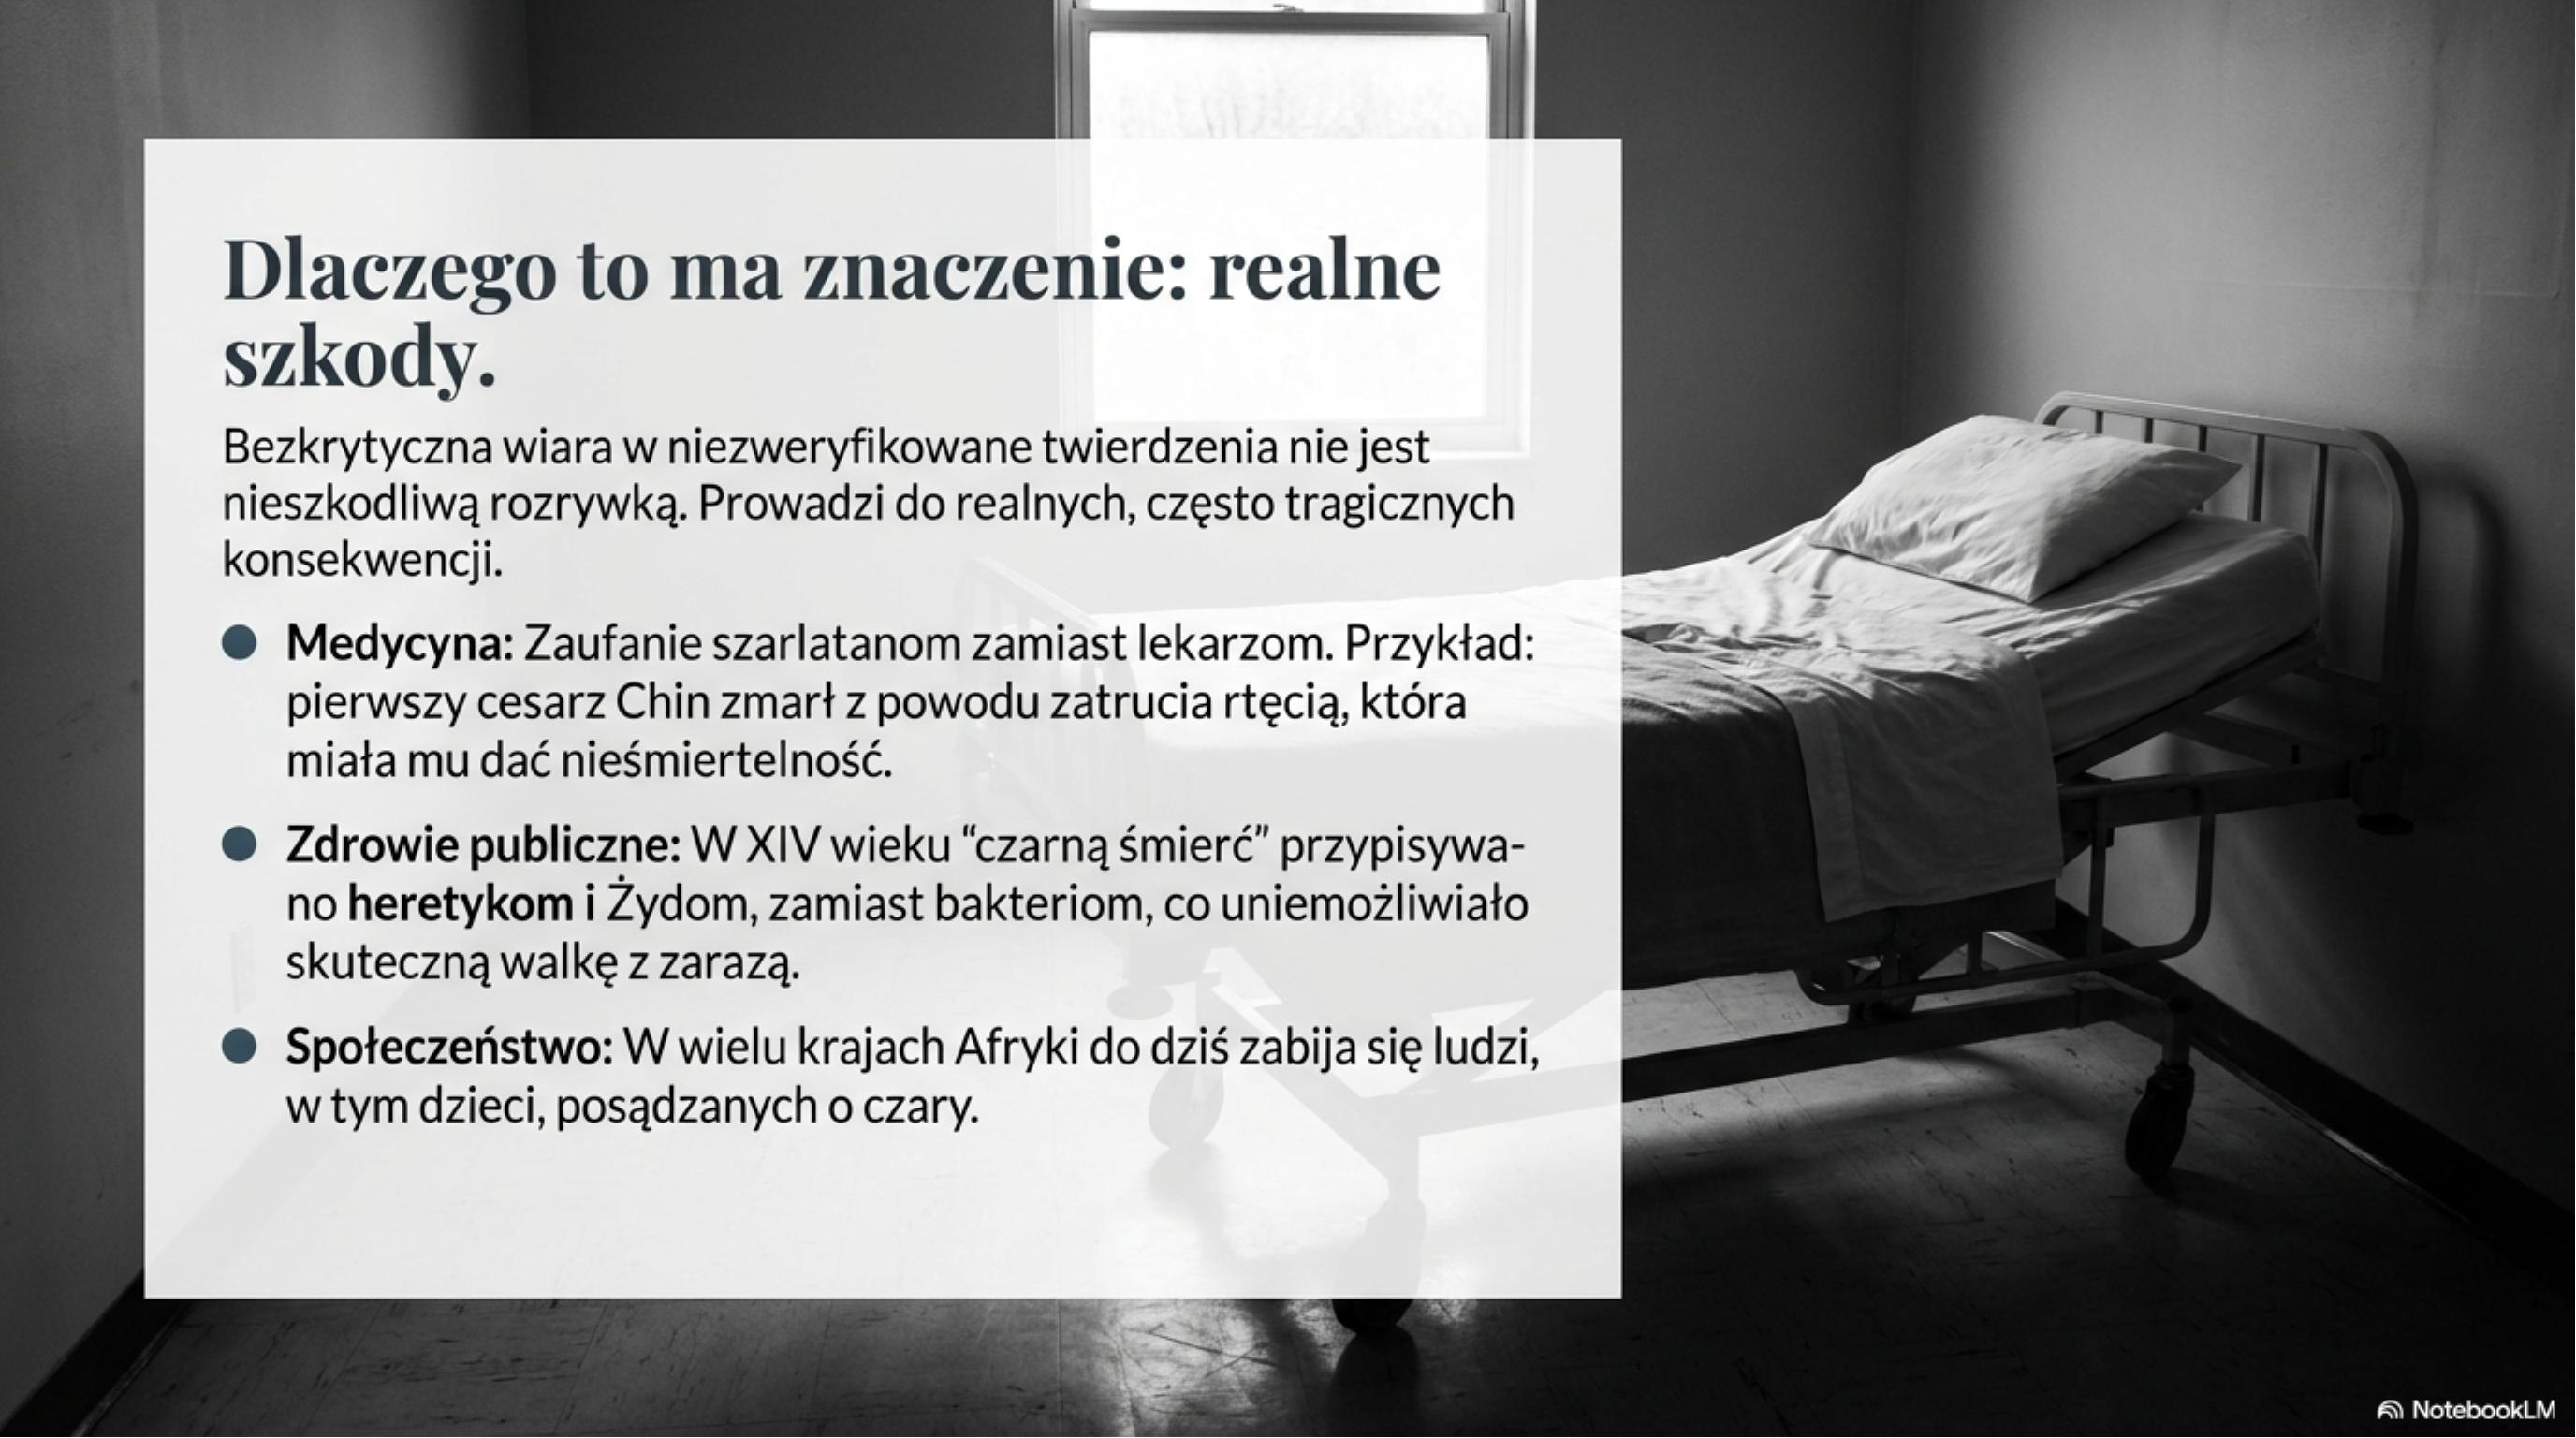 Dlaczego to ma znaczenie: realne
szkody.
Bezkrytyczna wiara w niezweryfikowane twierdzenia nie jest
nieszkodliwą rozrywką. Prowadzi do realnych, często tragicznych
konsekwencji.
Medycyna: Zaufanie szarlatanom zamiast lekarzom. Przykład:
pierwszy cesarz Chin zmarł z powodu zatrucia rtęcią, która
miała mu dać nieśmiertelność.
Zdrowie publiczne: W XIV wieku “czarną śmierć” przypisywa-
no heretykom i Żydom, zamiast bakteriom, co uniemożliwiało
skuteczną walkę z zarazą.
Społeczeństwo: W wielu krajach Afryki do dziś zabija się ludzi,
w tym dzieci, posądzanych o czary.
NotebookLM